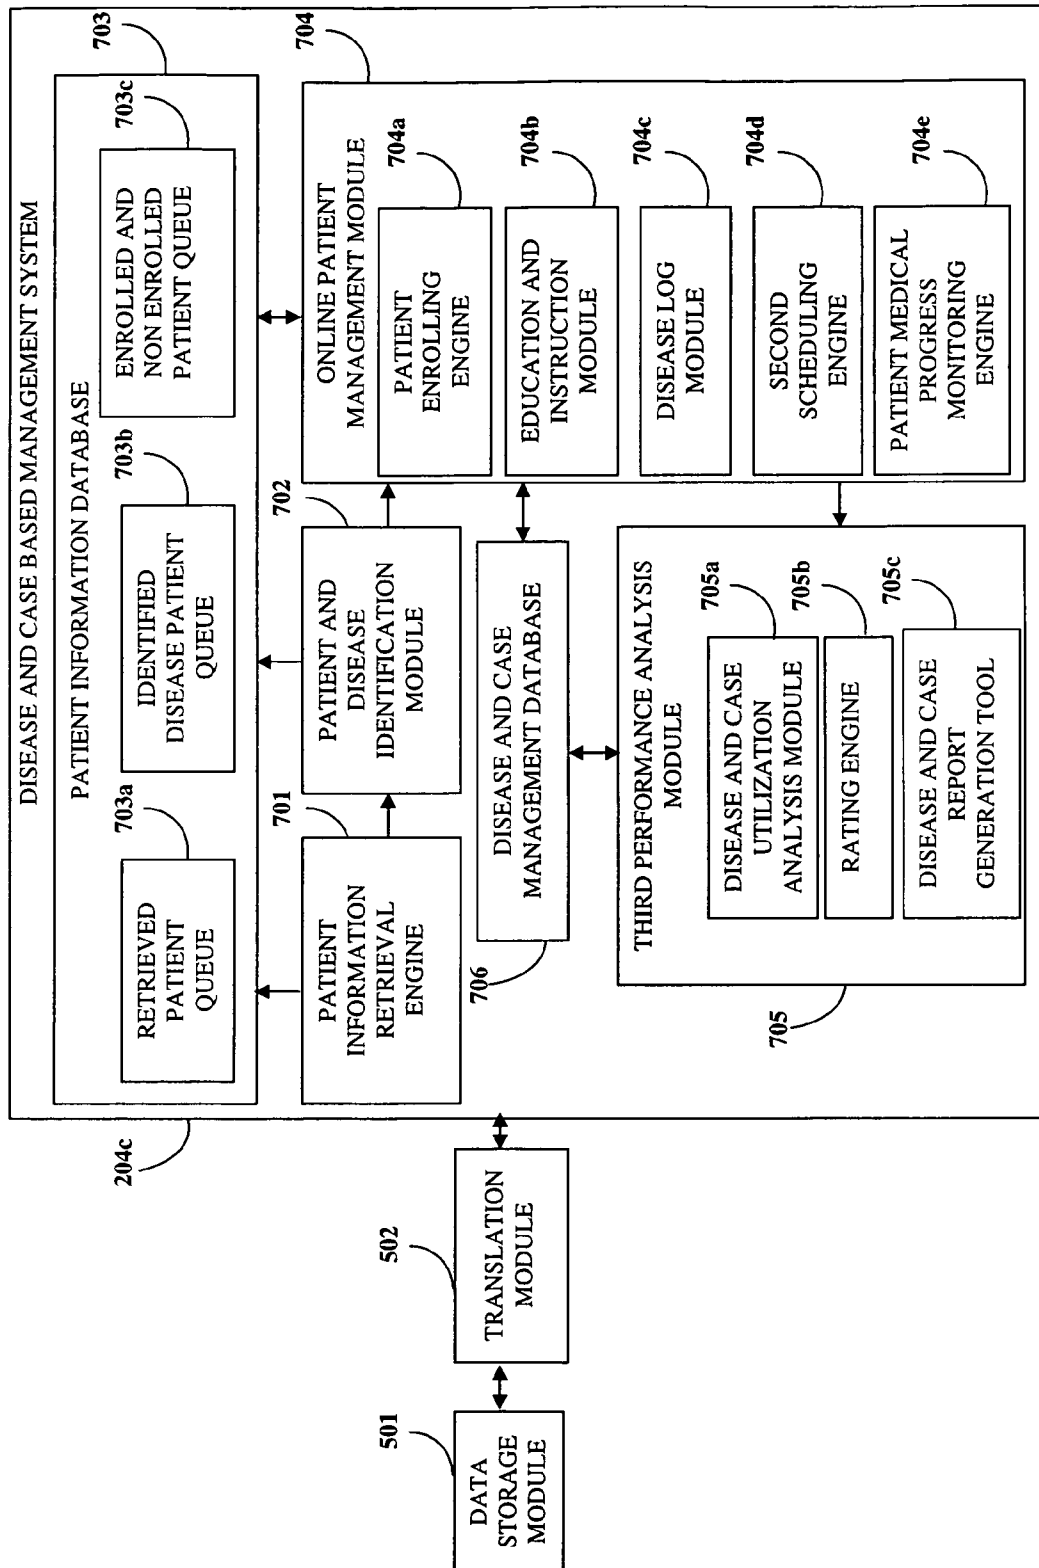 DISEASE AND CASE BASED MANAGEMENT SYSTEM
PATIENT INFORMATION DATABASE
703
703a
RETRIEVED
PATIENT
QUEUE
703b
IDENTIFIED
DISEASE PATIENT
QUEUE
703c
ENROLLED AND
NON ENROLLED
PATIENT QUEUE
204c
701
PATIENT
INFORMATION
RETRIEVAL
ENGINE
702
PATIENT AND
DISEASE
IDENTIFICATION
MODULE
704
ONLINE PATIENT
MANAGEMENT MODULE
PATIENT
ENROLLING
ENGINE
704a
EDUCATION AND
INSTRUCTION
MODULE
704b
DISEASE LOG
MODULE
704c
SECOND
SCHEDULING
ENGINE
704d
PATIENT MEDICAL
PROGRESS
MONITORING
ENGINE
704e
DISEASE AND CASE
MANAGEMENT DATABASE
706
THIRD PERFORMANCE ANALYSIS
MODULE
705a
DISEASE AND CASE
UTILIZATION
ANALYSIS MODULE
705b
RATING ENGINE
705c
DISEASE AND CASE
REPORT
GENERATION TOOL
705
502
TRANSLATION
MODULE
501
DATA
STORAGE
MODULE